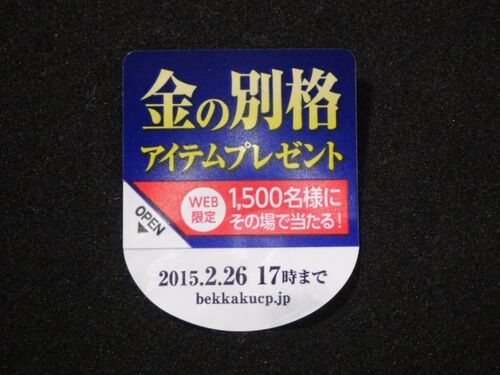 金の別格
アイテムプレゼント
WEB
限定
1,500名様に
その場で当たる!
OPEN
2015.2.26 17時まで
bekkakucp.jp